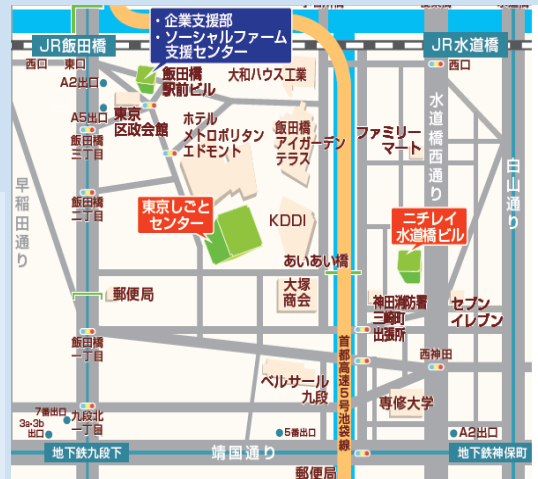 ・企業支援部
・ソーシャルファーム
支援センター
JR飯田橋
JR水道橋
西口
東口
A2出口
飯田橋
駅前ビル
大和ハウス工業
西口
A5出口
東京
区政会館
ホテル
メトロポリタン
エドモント
飯田橋
アイガーデン
テラス
ファミリー
マート
水道橋西通り
白山通り
飯田橋
三丁目
早稲田通り
飯田橋
二丁目
東京しごと
センター
KDDI
ニチレイ
水道橋ビル
あいあい橋
郵便局
大塚
商会
神田消防署
三崎町
出張所
セブン
イレブン
飯田橋
一丁目
首都高速5号池袋線
西神田
ベルサール
九段
専修大学
7番出口
3a・3b
出口
九段北
一丁目
5番出口
A2出口
地下鉄九段下
靖国通り
地下鉄神保町
郵便局